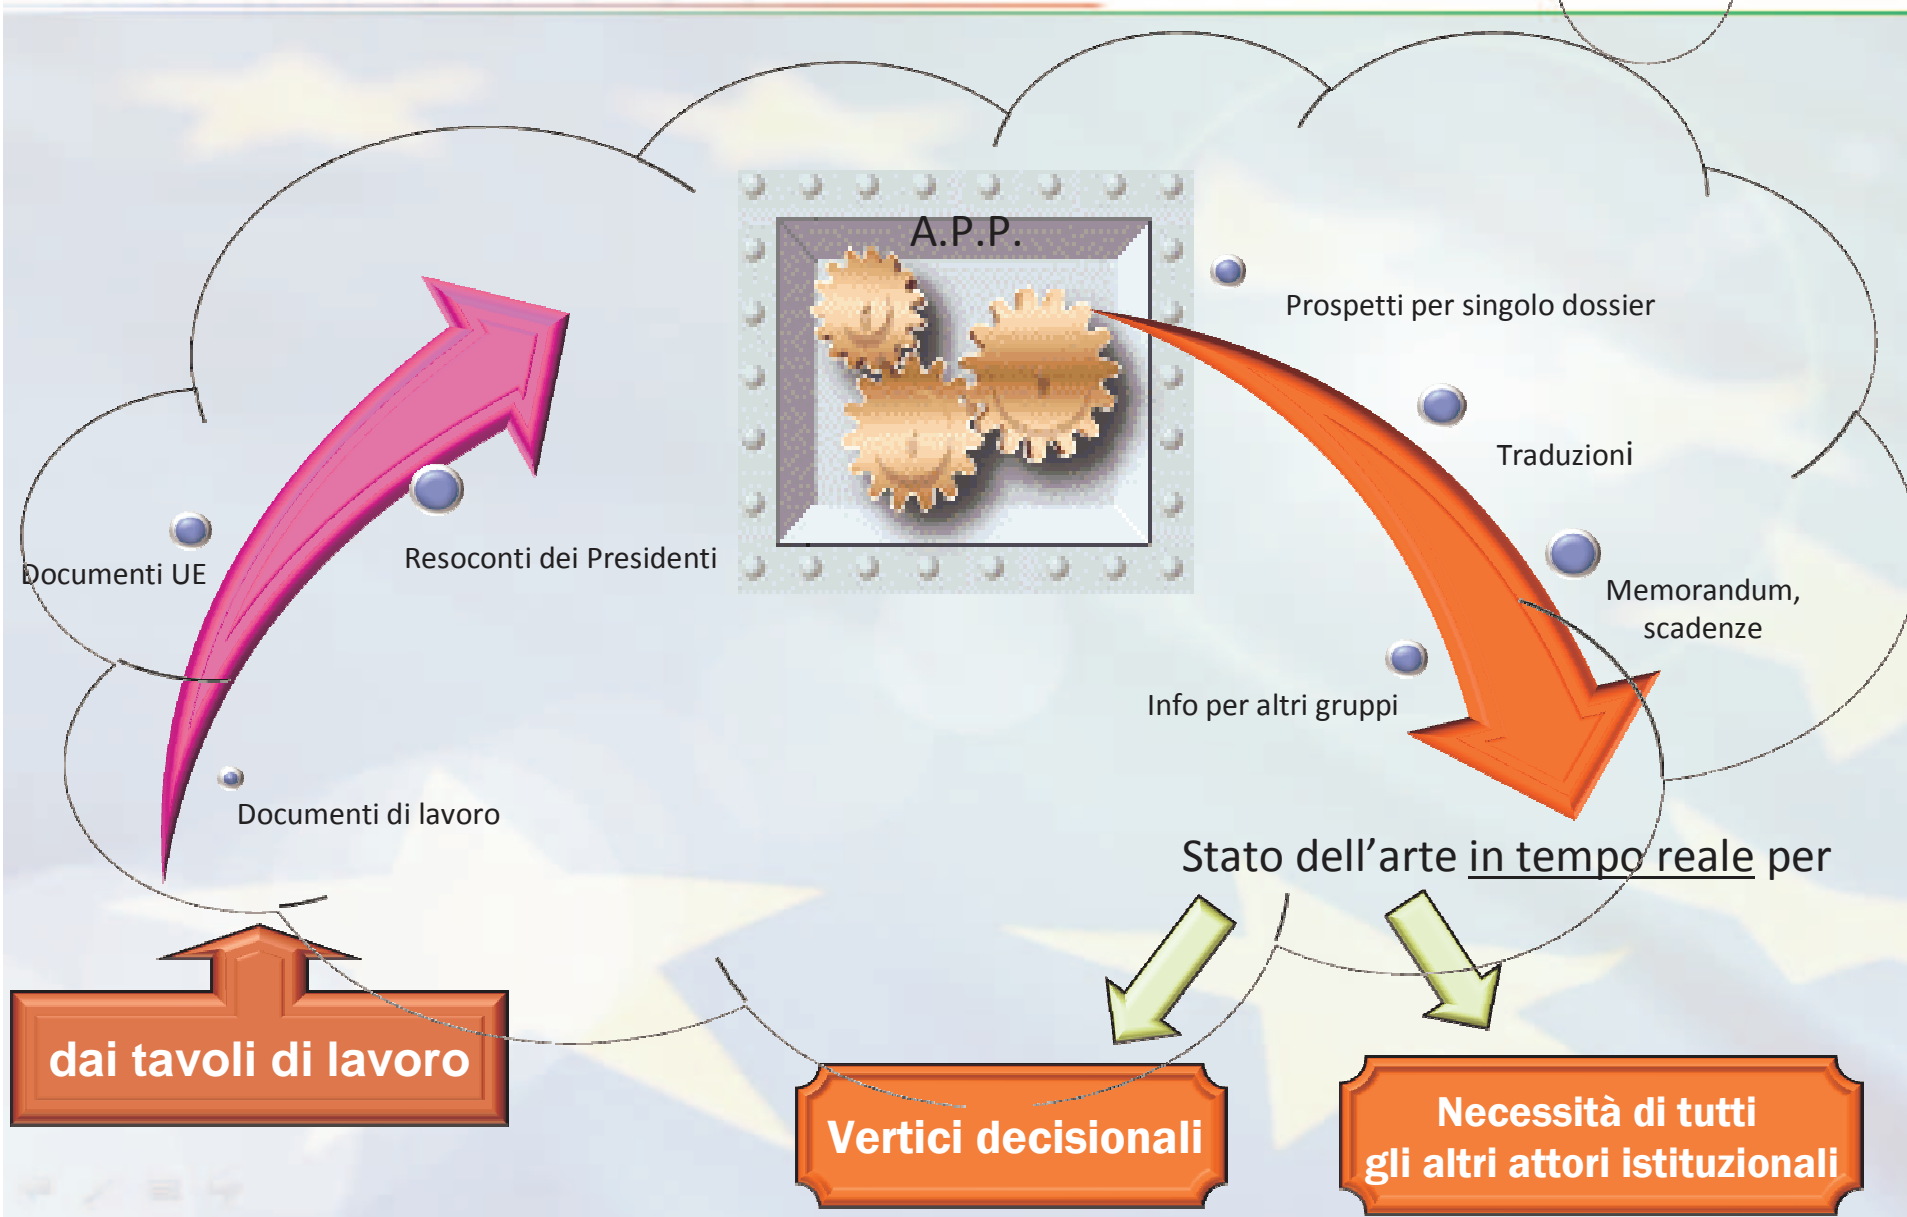 A.P.P.
Prospetti per singolo dossier
Traduzioni
Documenti UE
Resoconti dei Presidenti
Memorandum,
scadenze
Info per altri gruppi
Documenti di lavoro
Stato dell’arte in tempo reale per
dai tavoli di lavoro
Vertici decisionali
Necessità di tutti
gli altri attori istituzionali